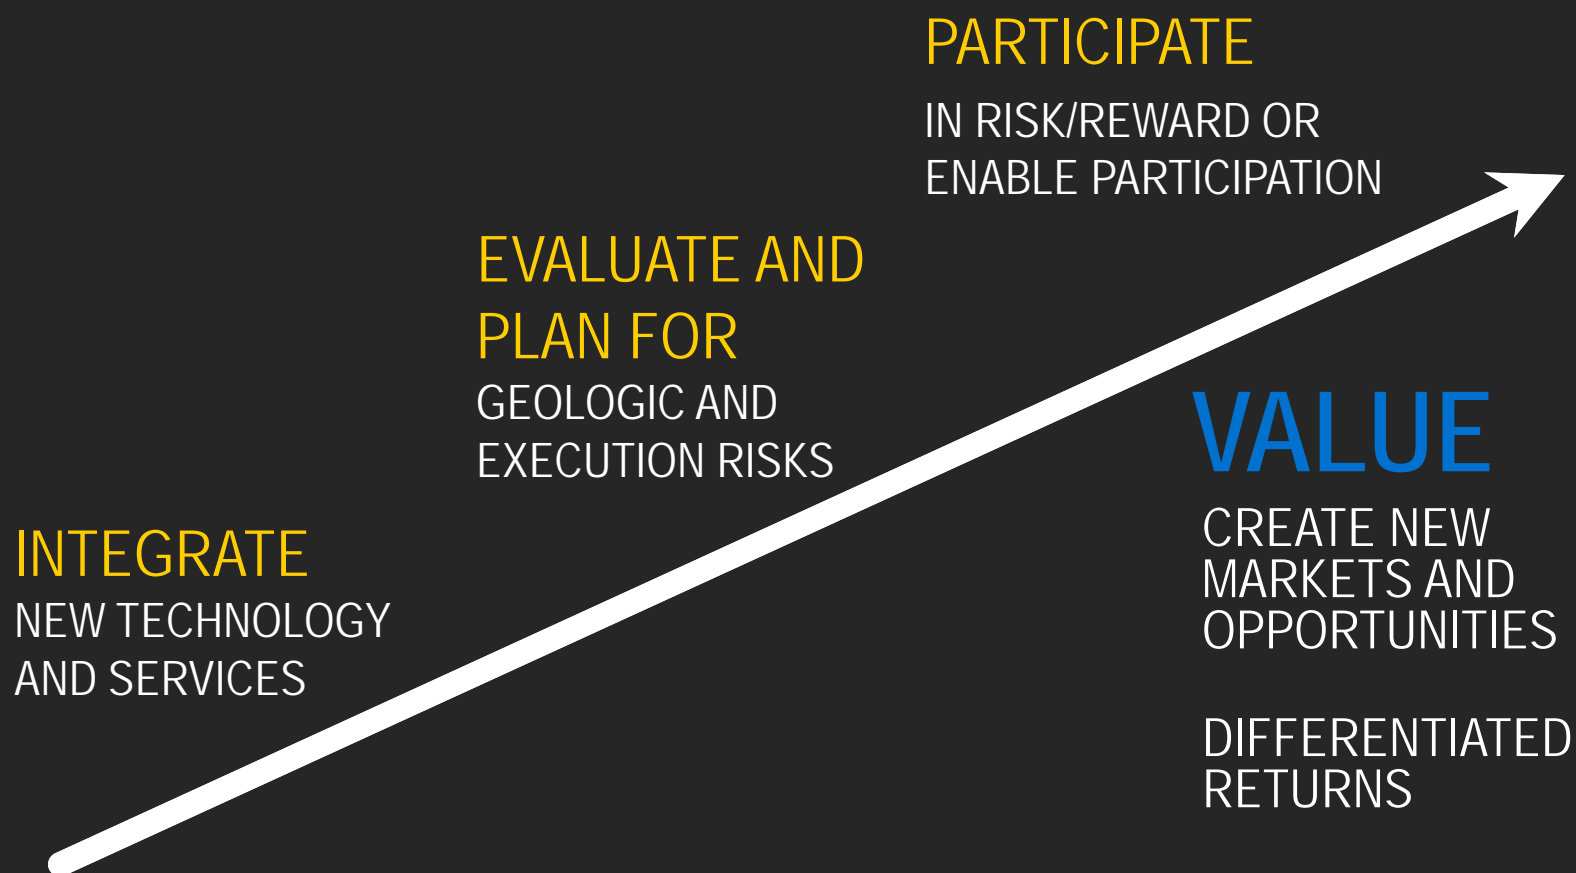 PARTICIPATE
IN RISK/REWARD OR
ENABLE PARTICIPATION
EVALUATE AND
PLAN FOR
GEOLOGIC AND
EXECUTION RISKS
INTEGRATE
NEW TECHNOLOGY
AND SERVICES
VALUE
CREATE NEW
MARKETS AND
OPPORTUNITIES
DIFFERENTIATED
RETURNS